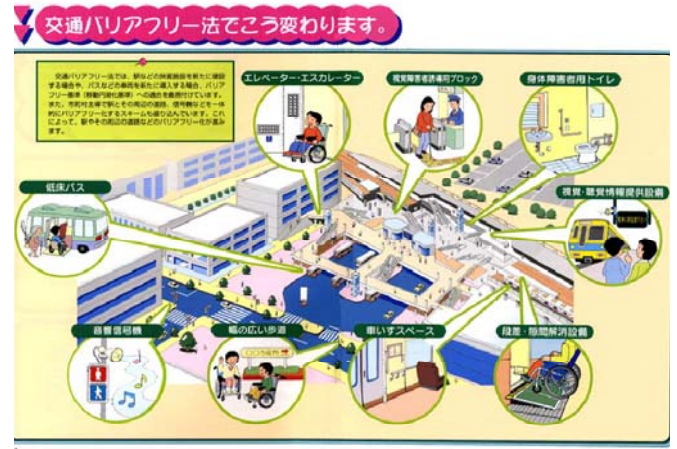 交通バリアフリー法でこう変わります。
交通バリアフリー法では、駅などの旅客施設を新たに建設
する場合や、バスなどの車両を新たに導入する場合、バリア
フリー基準（移動円滑化基準）への適合を義務付けています。
また、市町村主導で駅とその周辺の道路、信号機などを一体
的にバリアフリー化するスキームも盛り込んでいます。これ
によって、駅やその周辺の道路などのバリアフリー化が進み
ます。
エレベーター・エスカレーター
視覚障害者誘導用ブロック
身体障害者用トイレ
低床バス
視覚・聴覚情報提供設備
音響信号機
幅の広い歩道
車いすスペース
段差・隙間解消設備